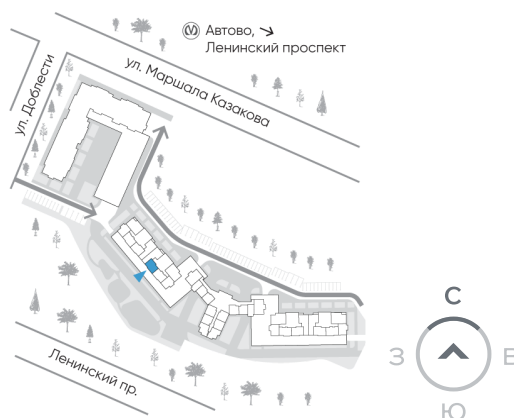 Автово, ↘
Ленинский проспект
ул. Маршала Казакова
ул. Доблести
Ленинский пр.
С
З
В
Ю